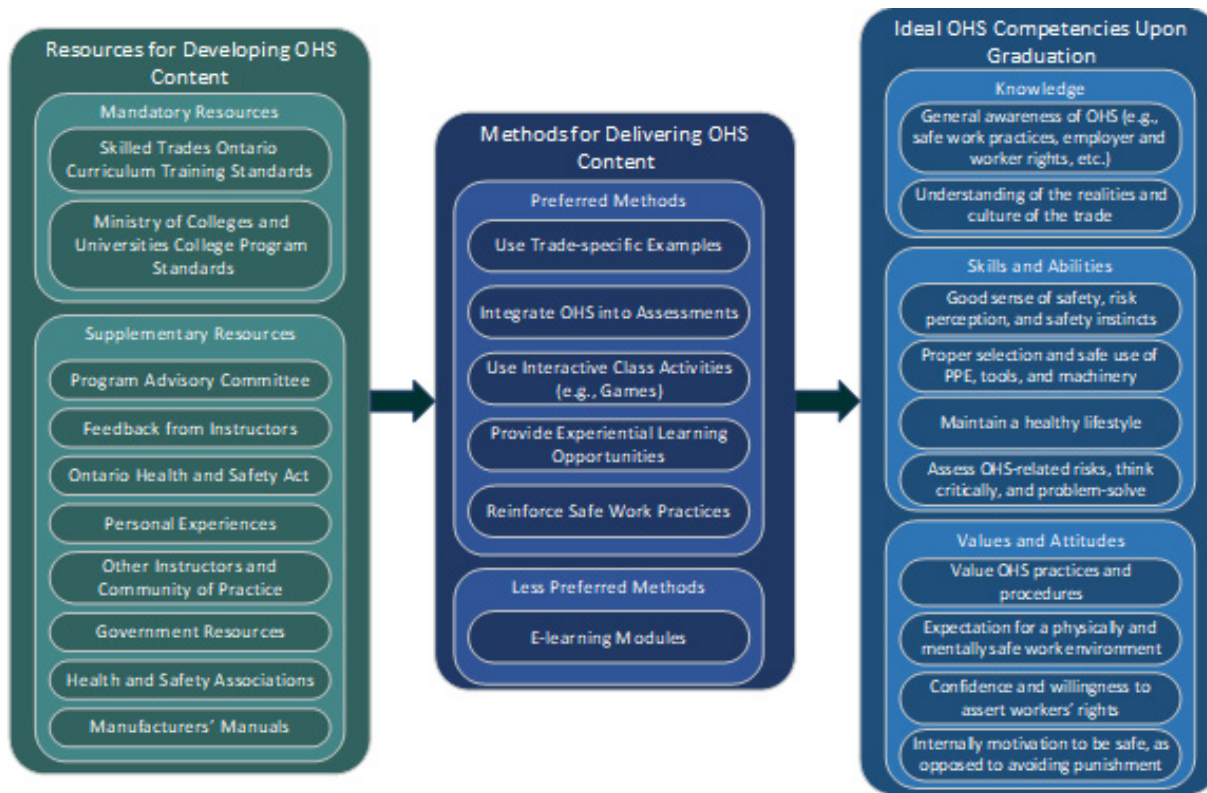 Resources for Developing OHS
Content
Mandatory Resources
Skilled Trades Ontario
Curriculum Training Standards
Ministry of Colleges and
Universities College Program
Standards
Supplementary Resources
Program Advisory Committee
Feedback from Instructors
Ontario Health and Safety Act
Personal Experiences
Other Instructors and
Community of Practice
Government Resources
Health and Safety Associations
Manufacturers' Manuals
Methods for Delivering OHS
Content
Preferred Methods
Use Trade-specific Examples
Integrate OHS into Assessments
Use Interactive Class Activities
(e.g., Games)
Provide Experiential Learning
Opportunities
Reinforce Safe Work Practices
Less Preferred Methods
E-learning Modules
Ideal OHS Competencies Upon
Graduation
Knowledge
General awareness of OHS (e.g.,
safe work practices, employer and
worker rights, etc.)
Understanding of the realities and
culture of the trade
Skills and Abilities
Good sense of safety, risk
perception, and safety instincts
Proper selection and safe use of
PPE, tools, and machinery
Maintain a healthy lifestyle
Assess OHS-related risks, think
critically, and problem-solve
Values and Attitudes
Value OHS practices and
procedures
Expectation for a physically and
mentally safe work environment
Confidence and willingness to
assert workers' rights
Internally motivation to be safe, as
opposed to avoiding punishment